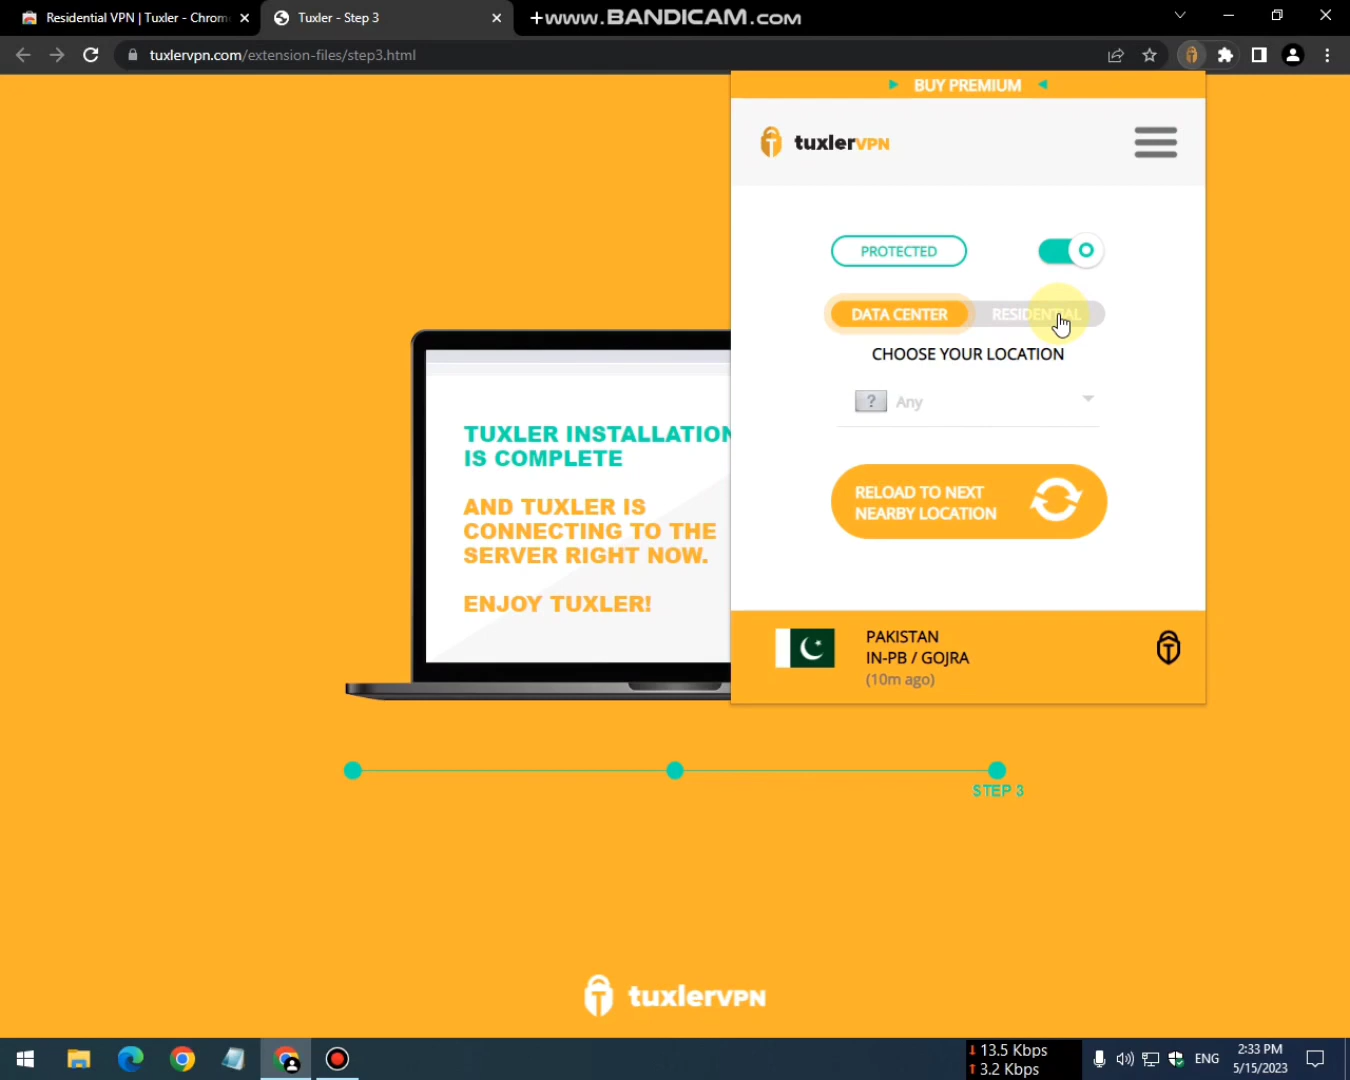 Residential VPN | Tuxler - Chrom
Tuxler - Step 3
www.BANDICAM.com
tuxlervpn.com/extension-files/step3.html
BUY PREMIUM
tuxlerVPN
PROTECTED
DATA CENTER
RESIDENTIAL
CHOOSE YOUR LOCATION
? Any
RELOAD TO NEXT
NEARBY LOCATION
PAKISTAN
IN-PB / GOJRA
(10m ago)
TUXLER INSTALLATION
IS COMPLETE
AND TUXLER IS
CONNECTING TO THE
SERVER RIGHT NOW.
ENJOY TUXLER!
STEP 3
tuxlerVPN
13.5 Kbps
3.2 Kbps
ENG
2:33 PM
5/15/2023